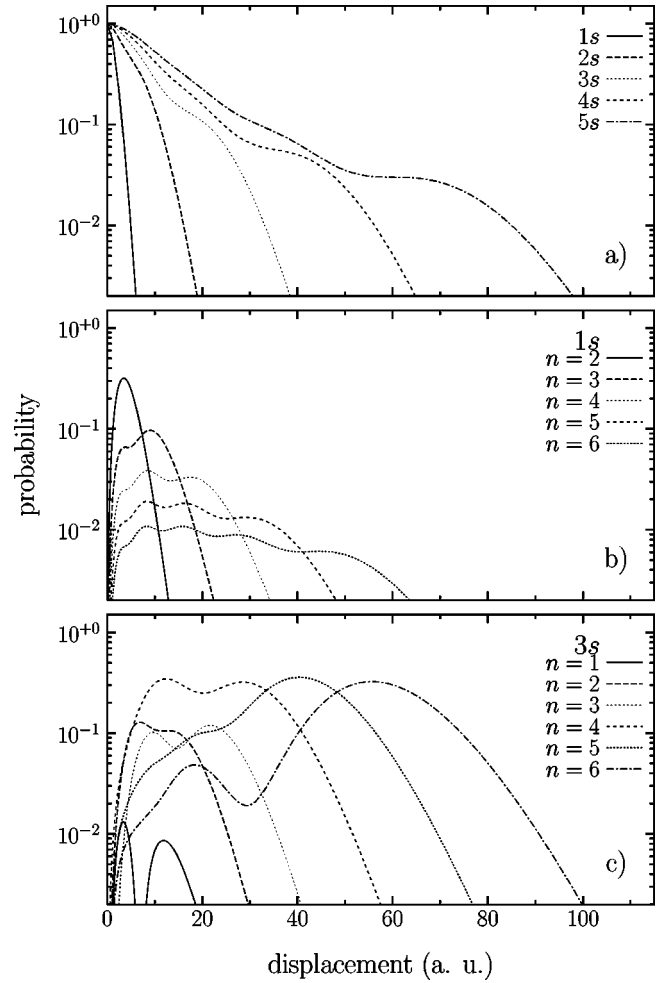 10⁺⁰
10⁻¹
10⁻²
1s
2s
3s
4s
5s
a)
10⁺⁰
10⁻¹
10⁻²
1s
n = 2
n = 3
n = 4
n = 5
n = 6
b)
probability
10⁺⁰
10⁻¹
10⁻²
3s
n = 1
n = 2
n = 3
n = 4
n = 5
n = 6
c)
0 20 40 60 80 100
displacement (a. u.)